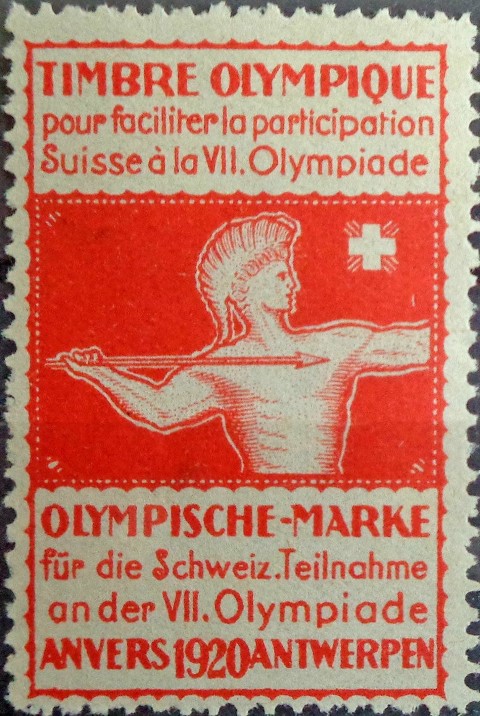 TIMBRE OLYMPIQUE
pour faciliter la participation
Suisse à la VII. Olympiade
OLYMPISCHE-MARKE
für die Schweiz. Teilnahme
an der VII. Olympiade
ANVERS 1920 ANTWERPEN